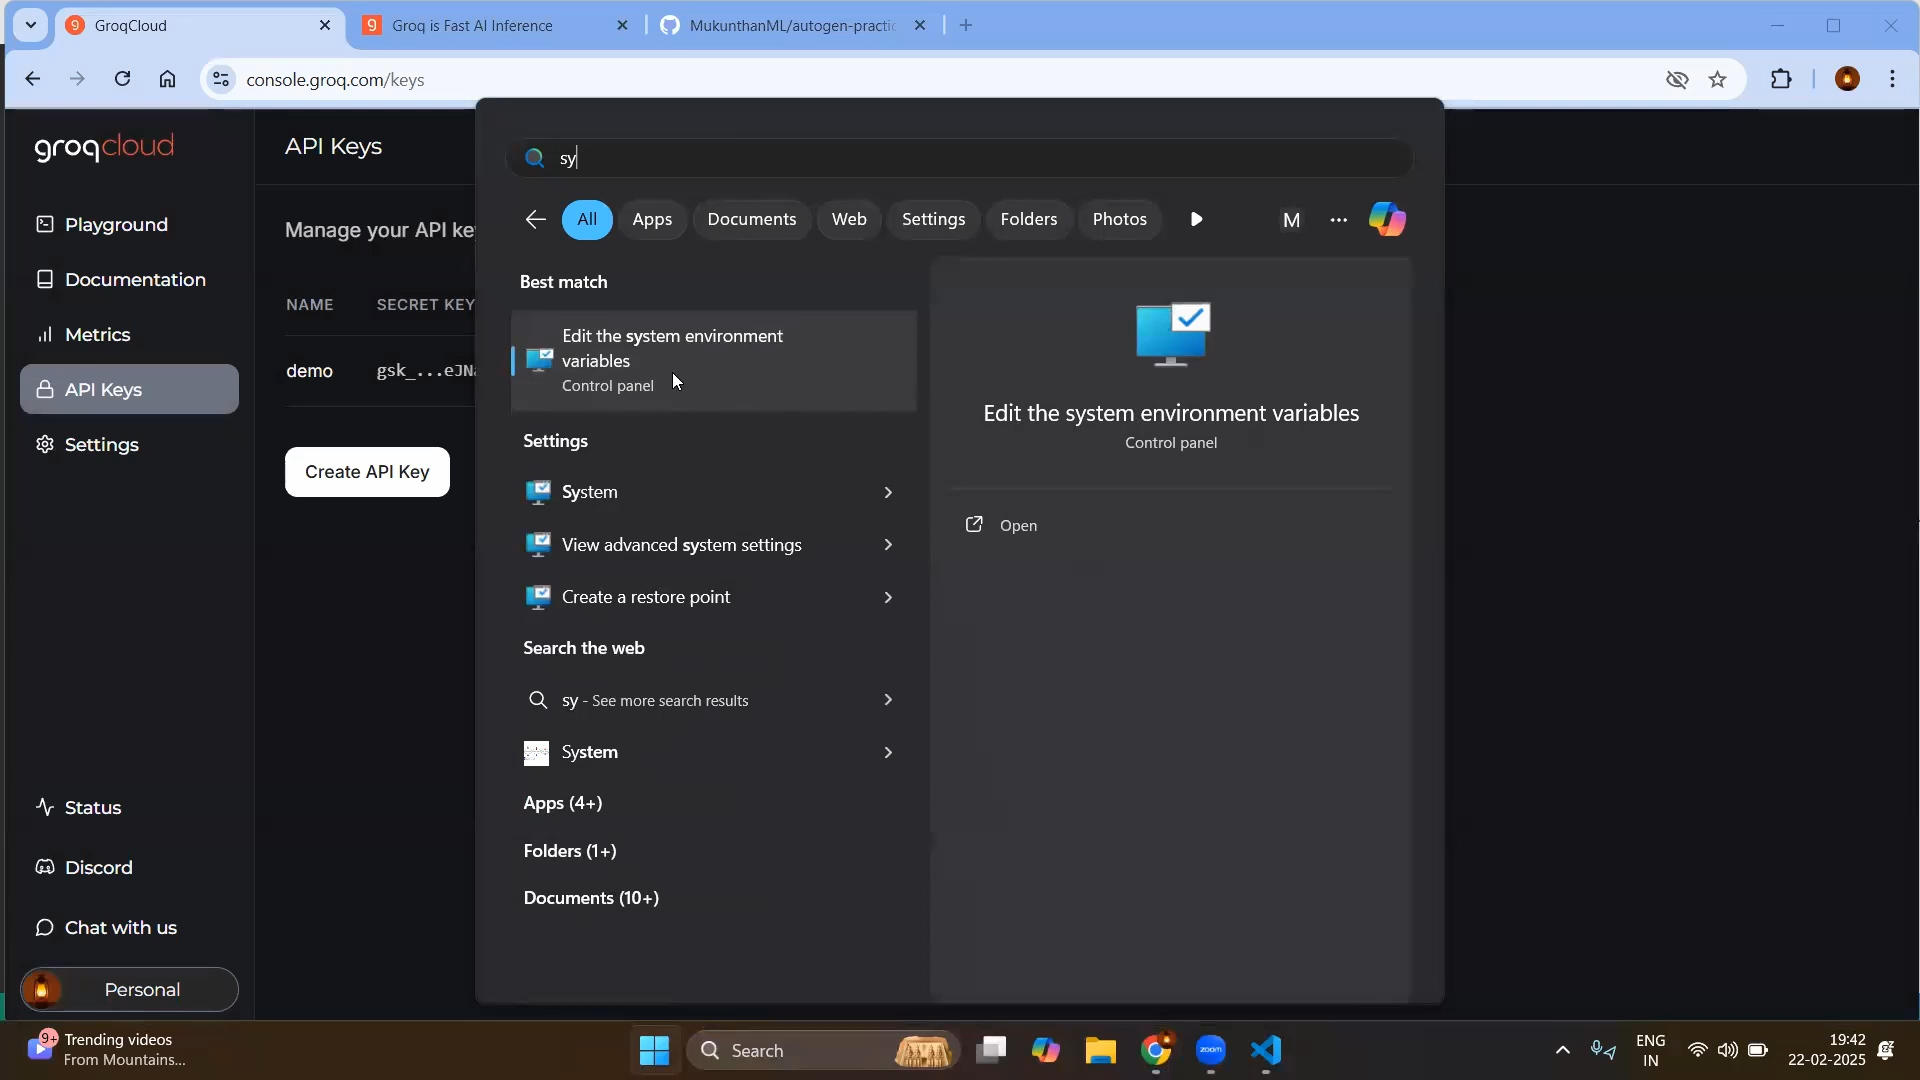 GroqCloud
Groq is Fast AI Inference
MukunthanML/autogen-practic
console.groq.com/keys
groqcloud
Playground
Documentation
Metrics
API Keys
Settings
Status
Discord
Chat with us
Personal
API Keys
Manage your API key
NAME SECRET KEY
demo gsk_...eJN
Create API Key
sy
All Apps Documents Web Settings Folders Photos M
Best match
Edit the system environment
variables
Control panel
Settings
System
View advanced system settings
Create a restore point
Search the web
sy - See more search results
System
Apps (4+)
Folders (1+)
Documents (10+)
Edit the system environment variables
Control panel
Open
9+
Trending videos
From Mountains...
Search
zoom
ENG
IN
19:42
22-02-2025